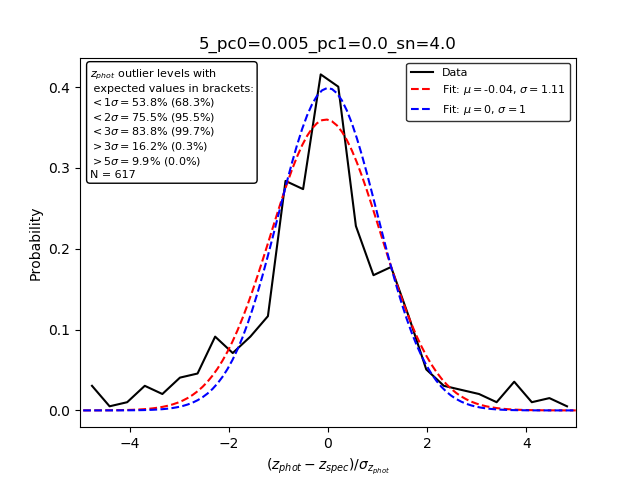 5_pc0=0.005_pc1=0.0_sn=4.0
z_phot outlier levels with
expected values in brackets:
<1σ=53.8% (68.3%)
<2σ=75.5% (95.5%)
<3σ=83.8% (99.7%)
>3σ=16.2% (0.3%)
>5σ=9.9% (0.0%)
N = 617
Data
Fit: μ=-0.04, σ=1.11
Fit: μ=0, σ=1
Probability
0.4
0.3
0.2
0.1
0.0
−4
−2
0
2
4
(z_phot − z_spec)/σ_z_phot